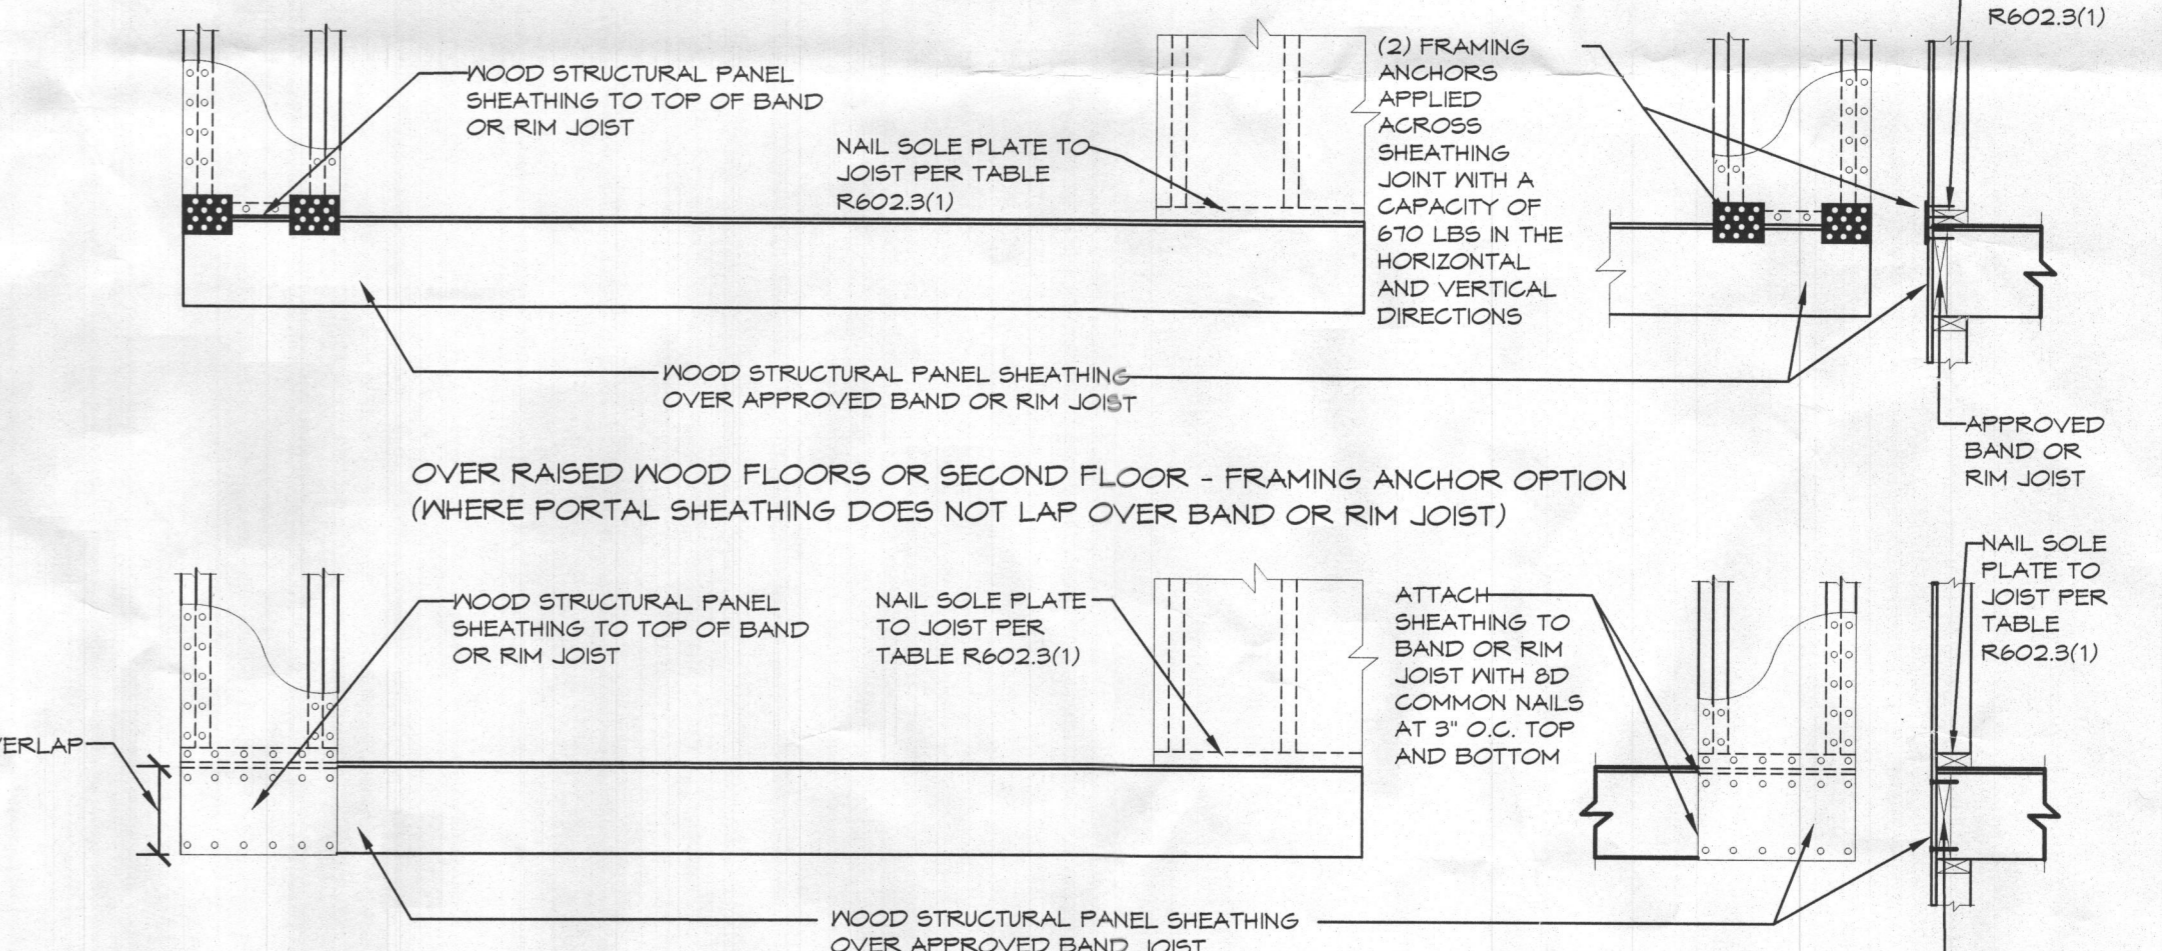 R602.3(1)
WOOD STRUCTURAL PANEL
SHEATHING TO TOP OF BAND
OR RIM JOIST
NAIL SOLE PLATE TO
JOIST PER TABLE
R602.3(1)
(2) FRAMING
ANCHORS
APPLIED
ACROSS
SHEATHING
JOINT WITH A
CAPACITY OF
670 LBS IN THE
HORIZONTAL
AND VERTICAL
DIRECTIONS
WOOD STRUCTURAL PANEL SHEATHING
OVER APPROVED BAND OR RIM JOIST
APPROVED
BAND OR
RIM JOIST
OVER RAISED WOOD FLOORS OR SECOND FLOOR - FRAMING ANCHOR OPTION
(WHERE PORTAL SHEATHING DOES NOT LAP OVER BAND OR RIM JOIST)
WOOD STRUCTURAL PANEL
SHEATHING TO TOP OF BAND
OR RIM JOIST
NAIL SOLE PLATE
TO JOIST PER
TABLE R602.3(1)
ATTACH
SHEATHING TO
BAND OR RIM
JOIST WITH 8D
COMMON NAILS
AT 3" O.C. TOP
AND BOTTOM
NAIL SOLE
PLATE TO
JOIST PER
TABLE
R602.3(1)
VERLAP
WOOD STRUCTURAL PANEL SHEATHING
OVER APPROVED BAND JOIST